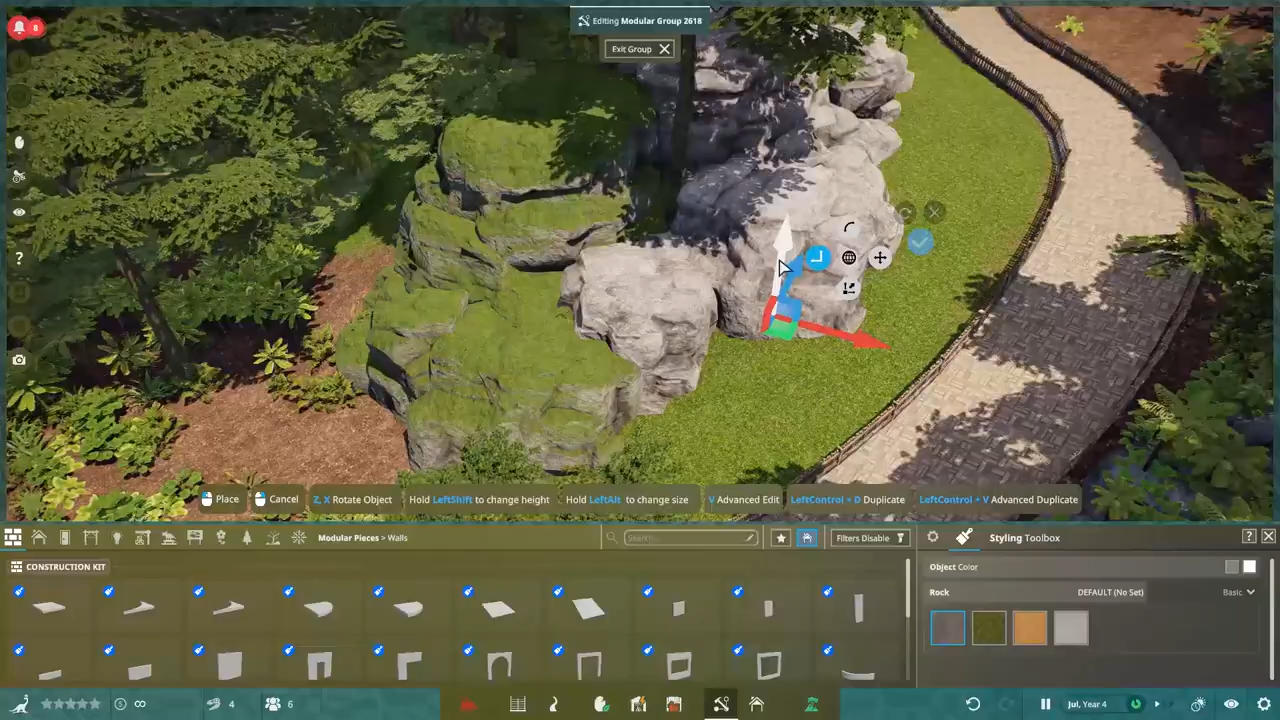 8
Editing Modular Group 2618
Exit Group
?
Place
Cancel
Z, X Rotate Object
Hold LeftShift to change height
Hold LeftAlt to change size
V Advanced Edit
LeftControl + D Duplicate
LeftControl + V Advanced Duplicate
Modular Pieces > Walls
Search...
Filters Disable
Styling Toolbox
?
CONSTRUCTION KIT
Object Color
Rock
DEFAULT (No Set)
Basic
4
6
Jul, Year 4